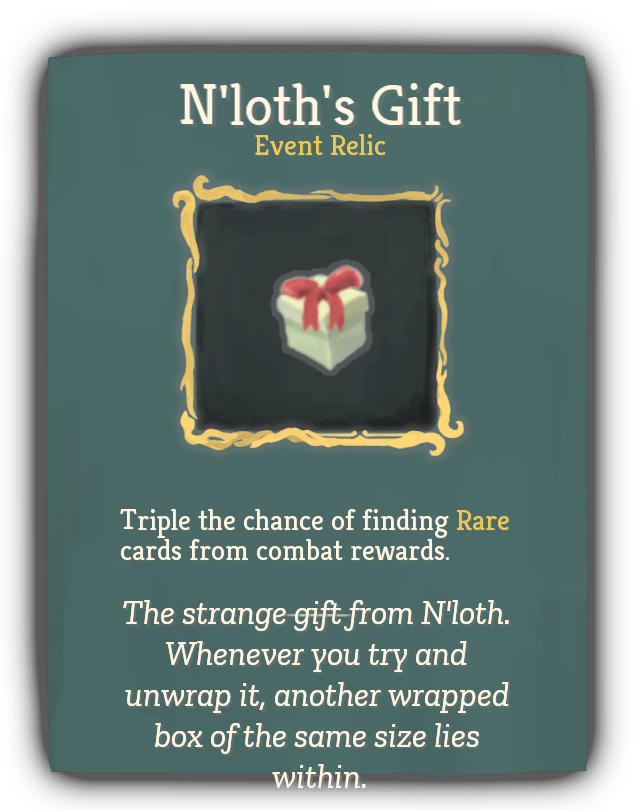 N'loth's Gift
Event Relic
Triple the chance of finding Rare
cards from combat rewards.
The strange gift from N'loth.
Whenever you try and
unwrap it, another wrapped
box of the same size lies
within.